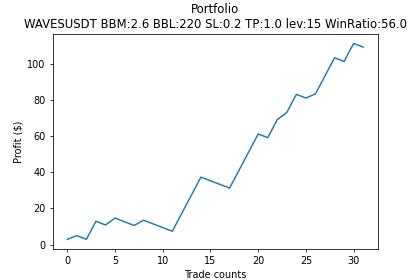 Portfolio
WAVESUSDT BBM:2.6 BBL:220 SL:0.2 TP:1.0 lev:15 WinRatio:56.0
100
80
60
40
20
0
Profit ($)
0 5 10 15 20 25 30
Trade counts